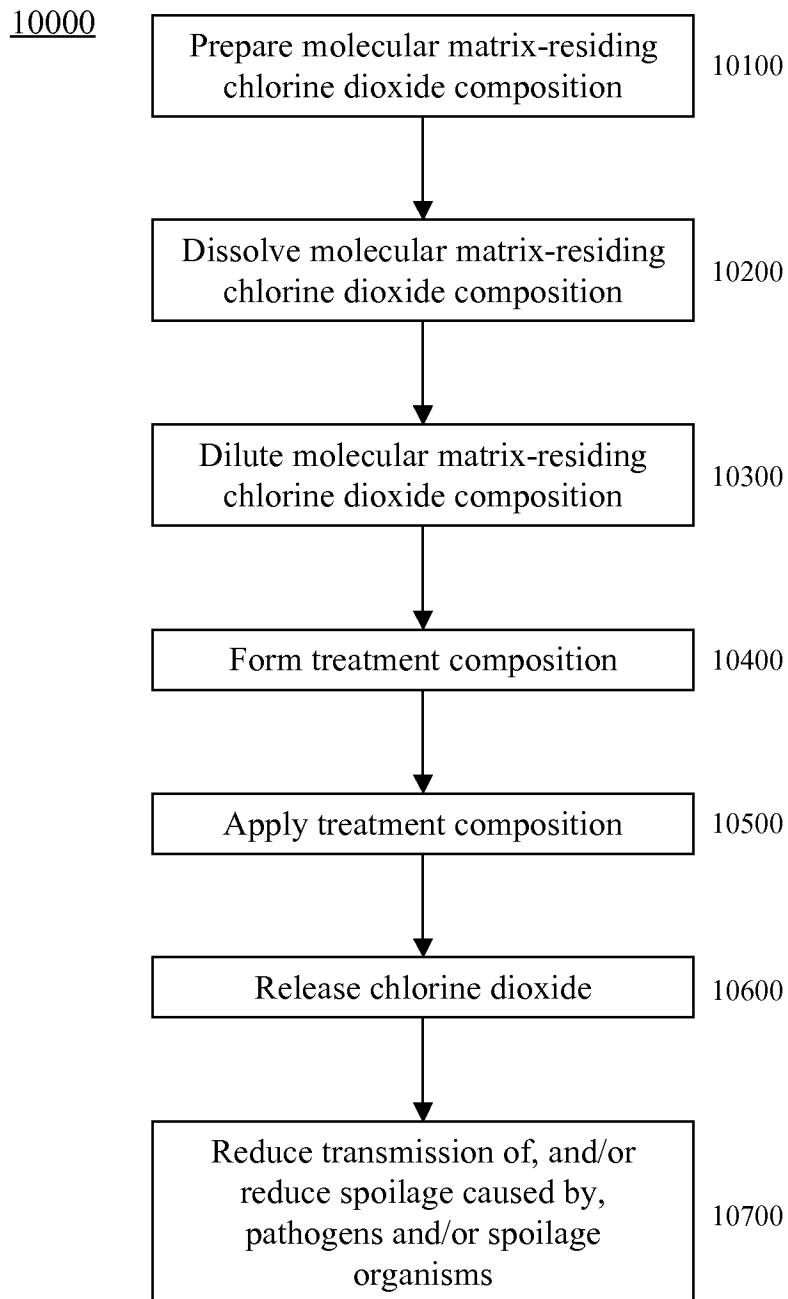 10000
Prepare molecular matrix-residing
chlorine dioxide composition
10100
Dissolve molecular matrix-residing
chlorine dioxide composition
10200
Dilute molecular matrix-residing
chlorine dioxide composition
10300
Form treatment composition
10400
Apply treatment composition
10500
Release chlorine dioxide
10600
Reduce transmission of, and/or
reduce spoilage caused by,
pathogens and/or spoilage
organisms
10700